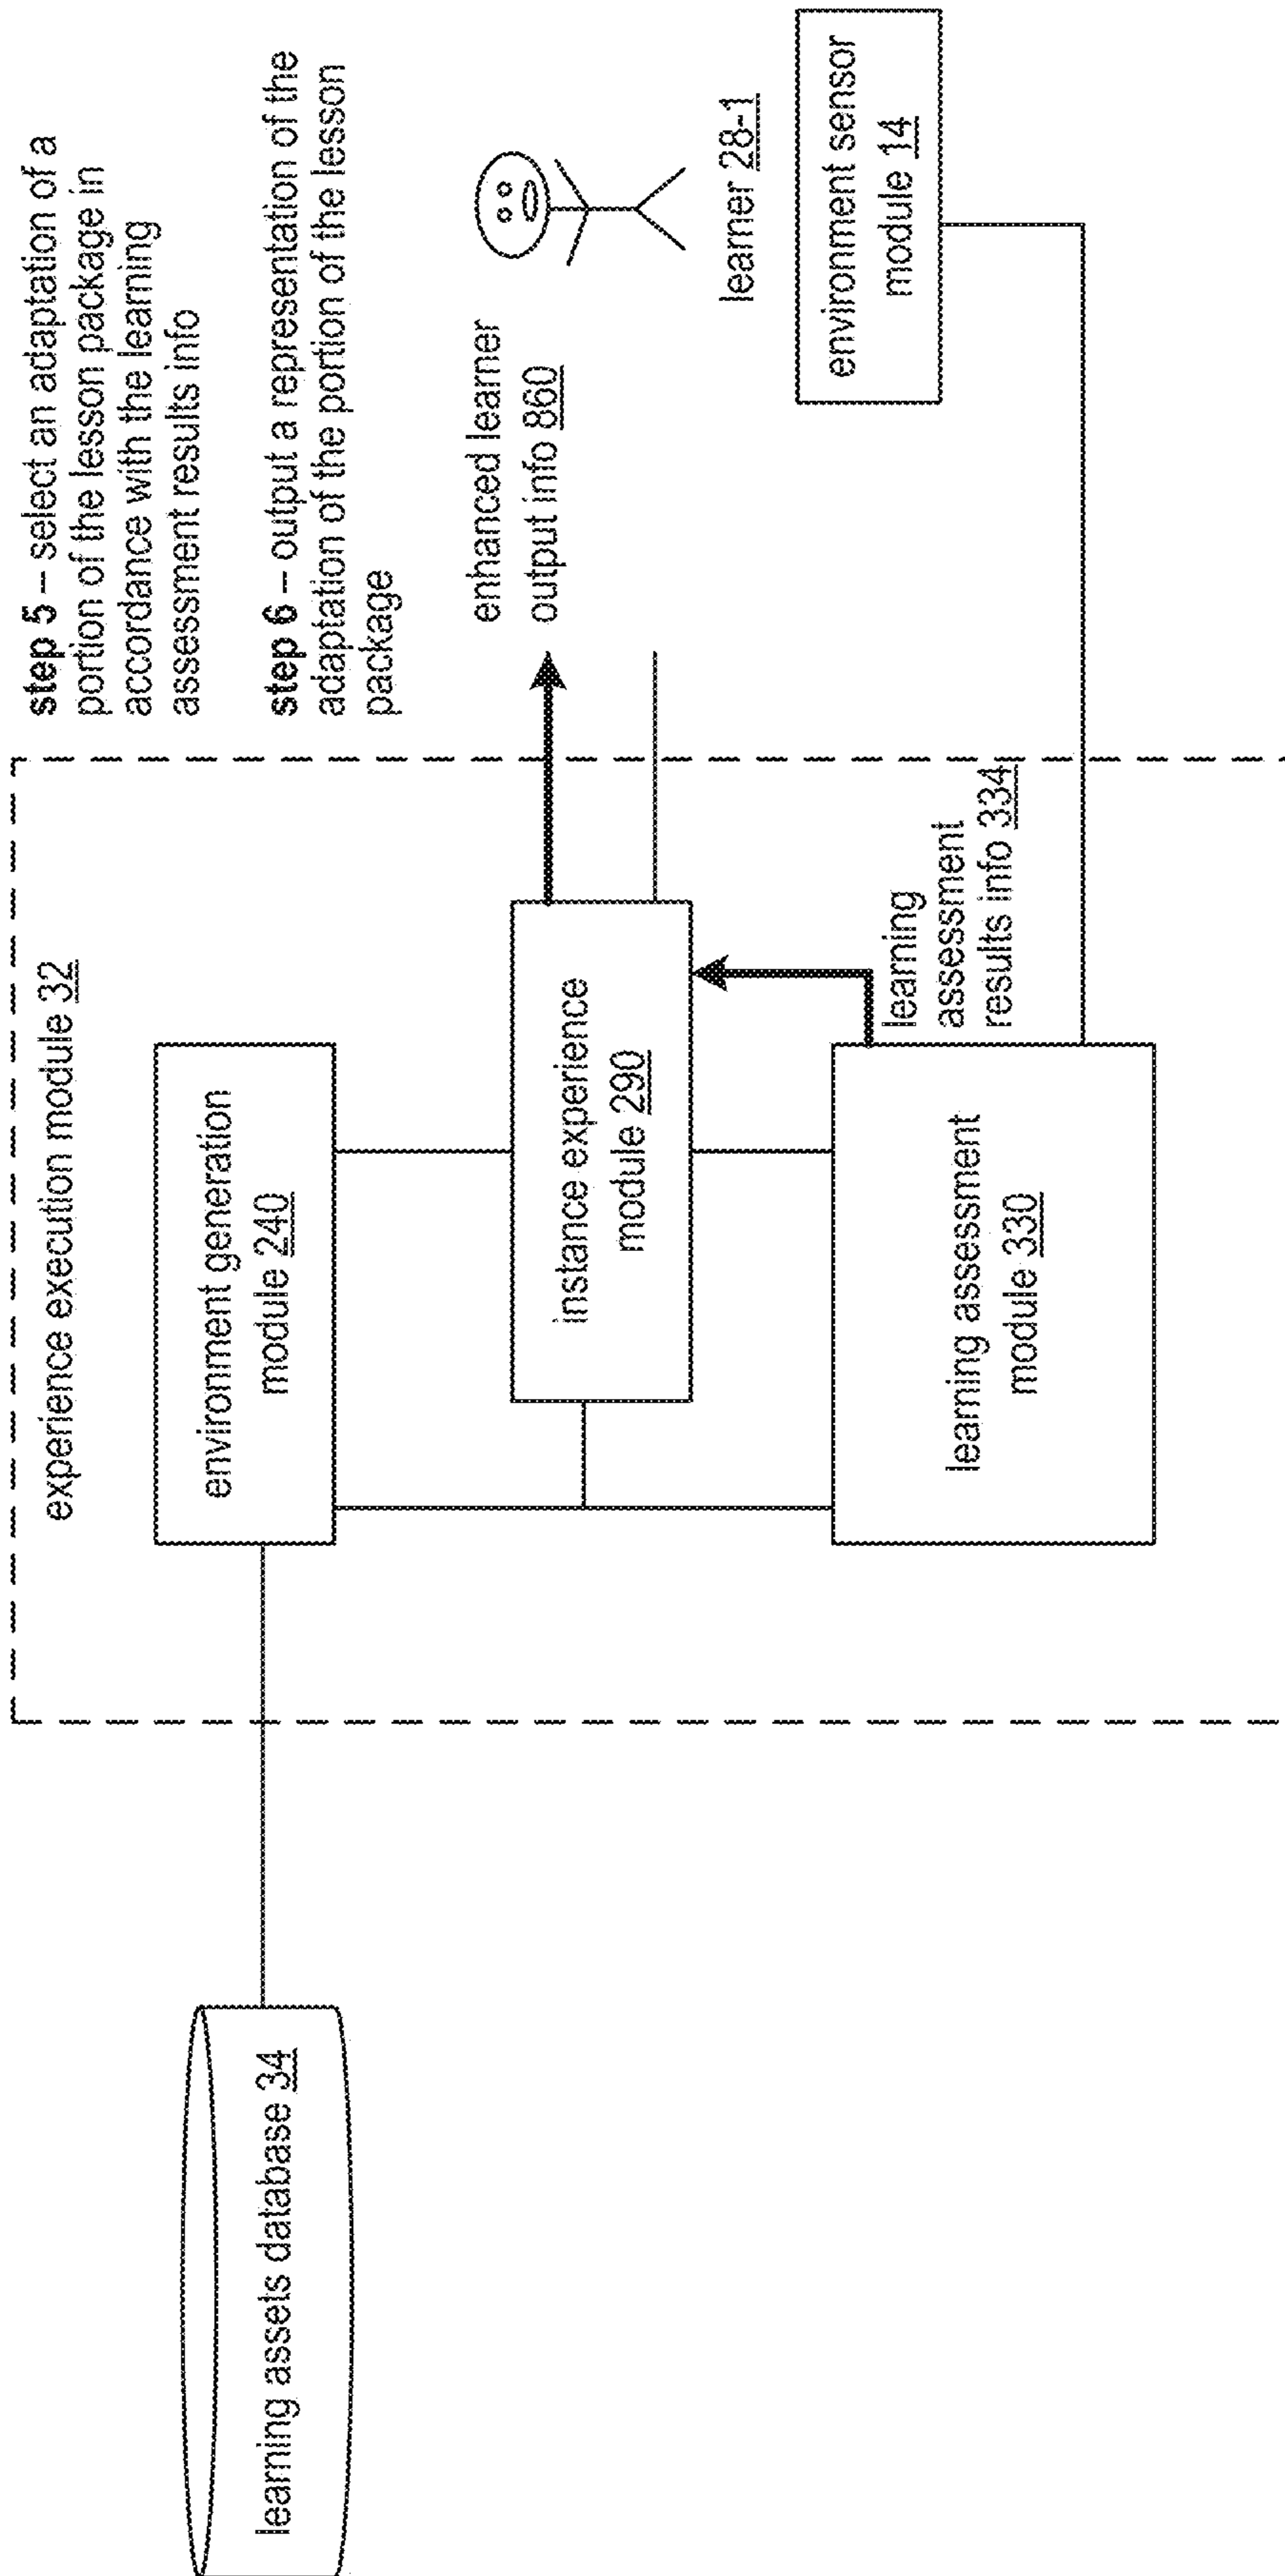 step 5 – select an adaptation of a
portion of the lesson package in
accordance with the learning
assessment results info
step 6 – output a representation of the
adaption of the portion of the lesson
package
experience execution module 32
learning assets database 34
environment generation
module 240
instance experience
module 290
enhanced learner
output info 860
learner 28-1
learning
assessment
results info 334
learning assessment
module 330
environment sensor
module 14